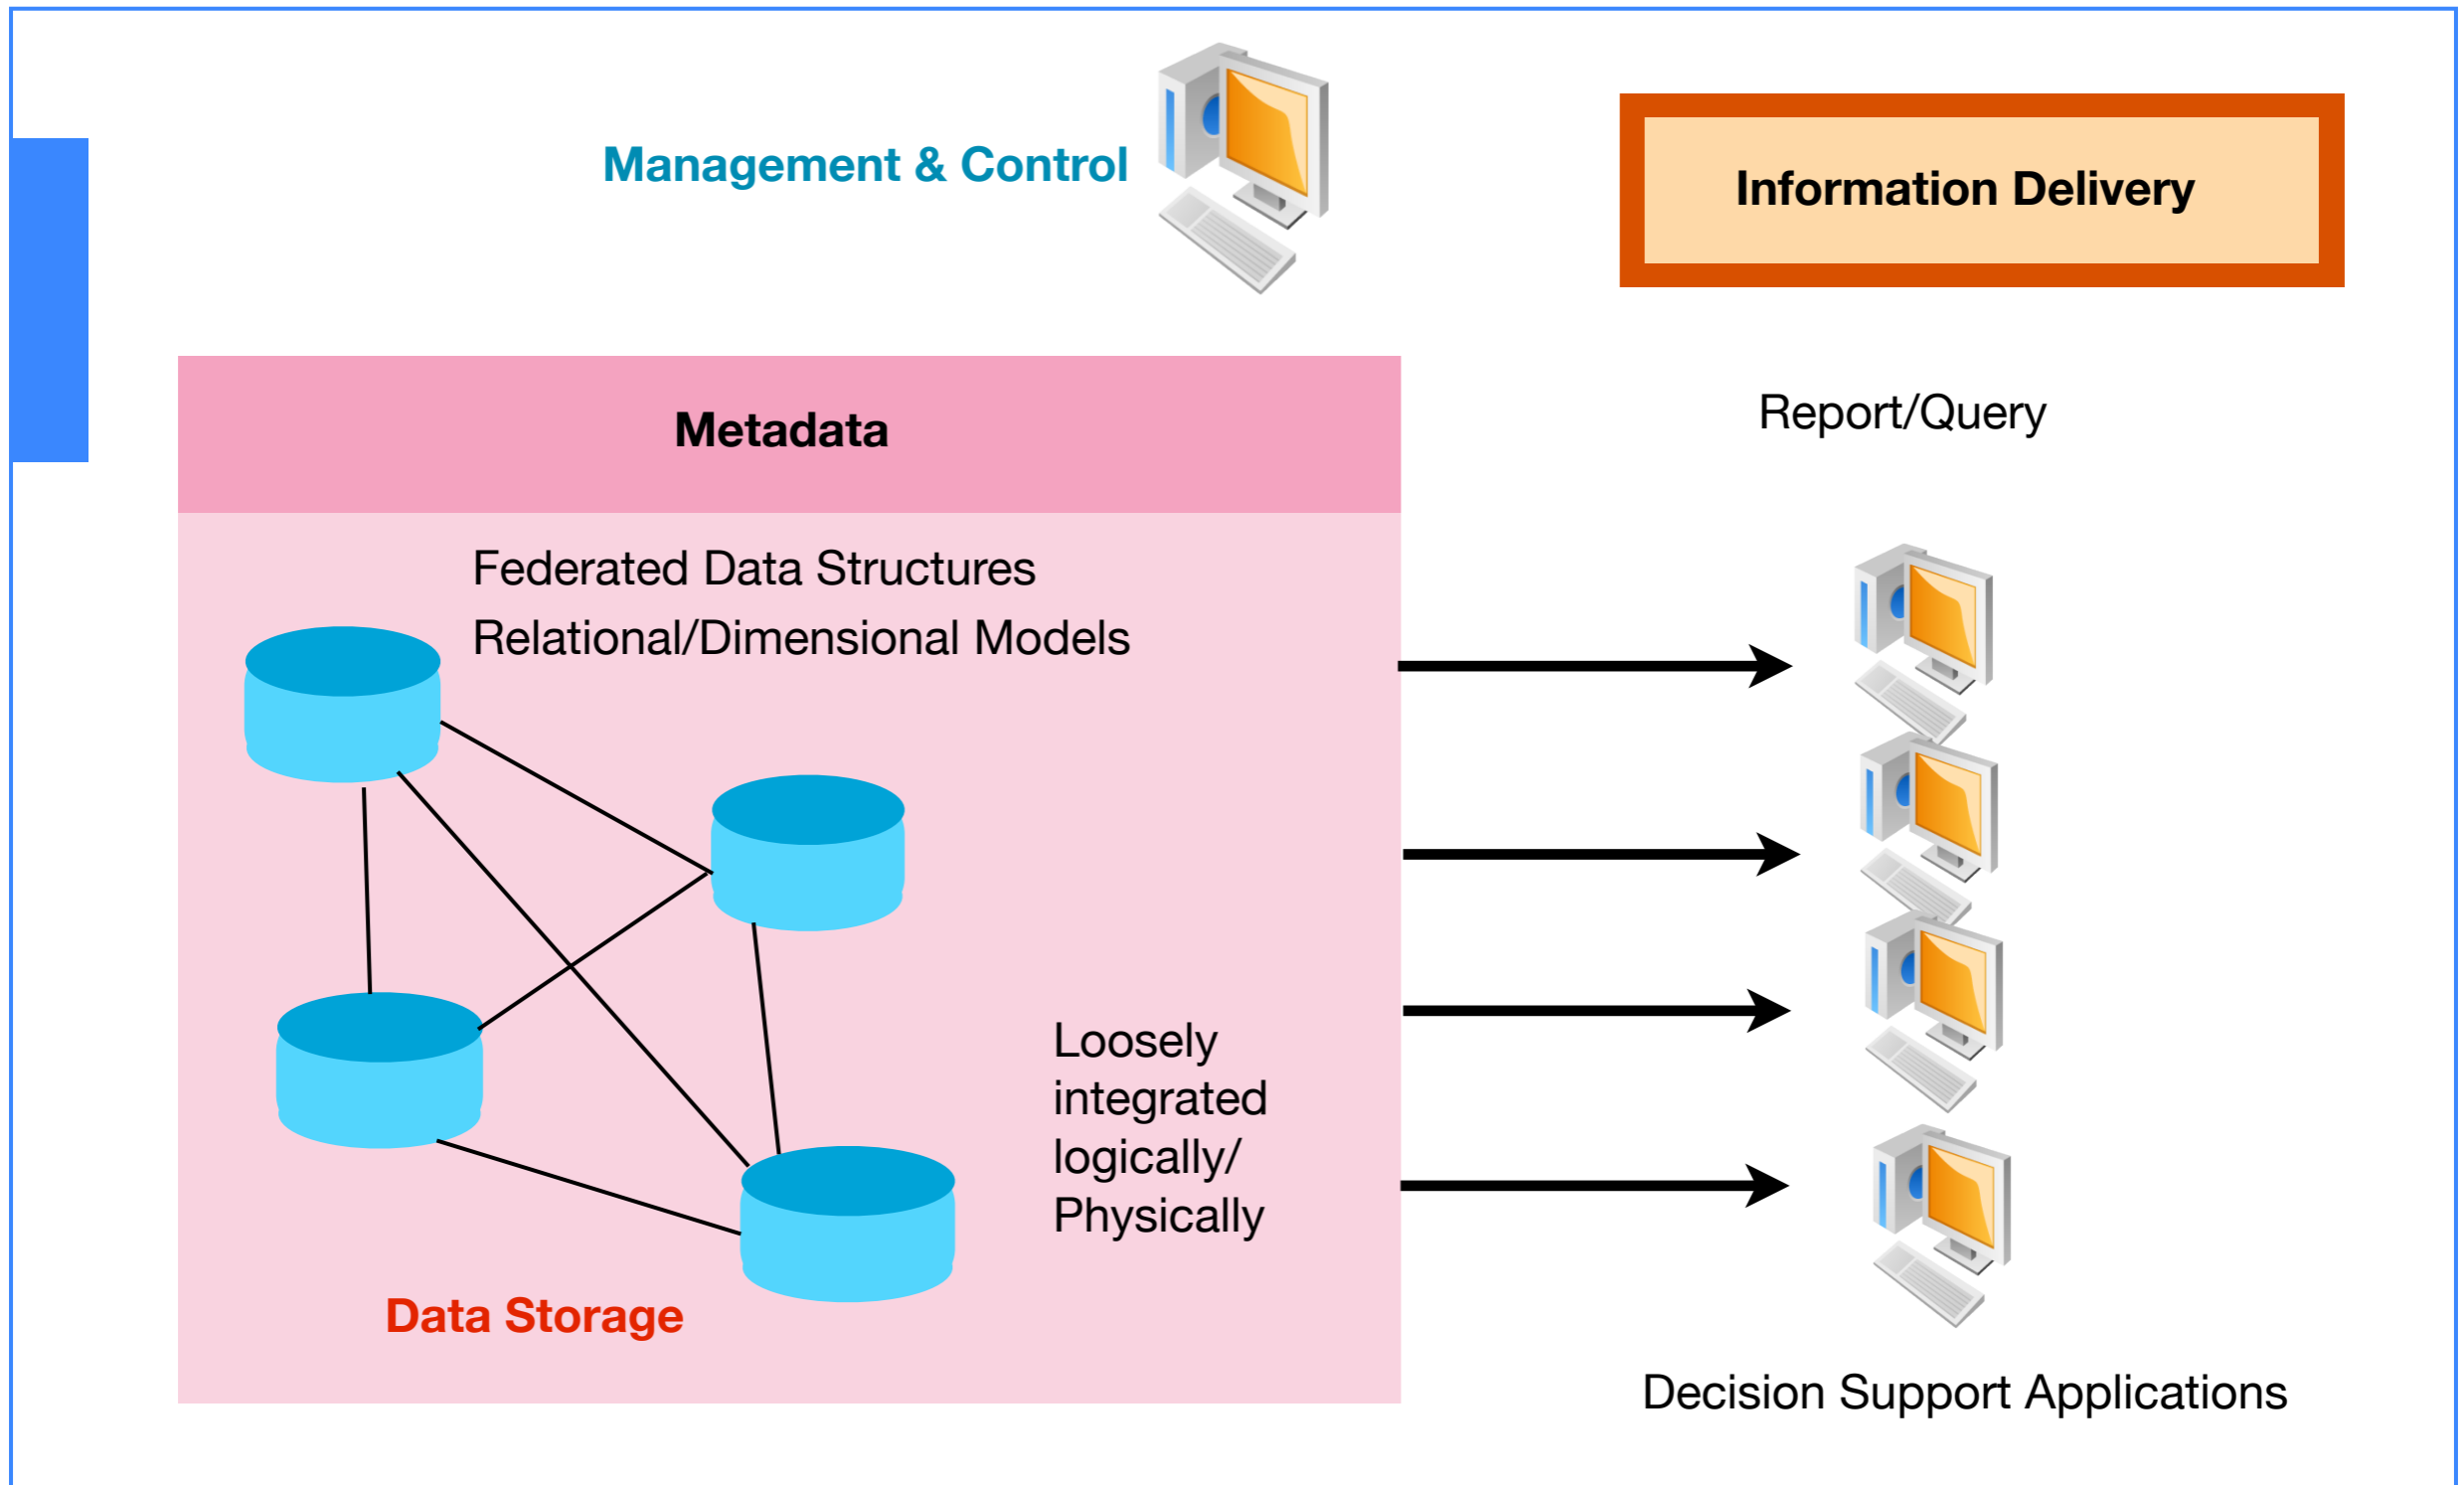 Management & Control
Information Delivery
Metadata
Report/Query
Federated Data Structures
Relational/Dimensional Models
Loosely
integrated
logically/
Physically
Data Storage
Decision Support Applications